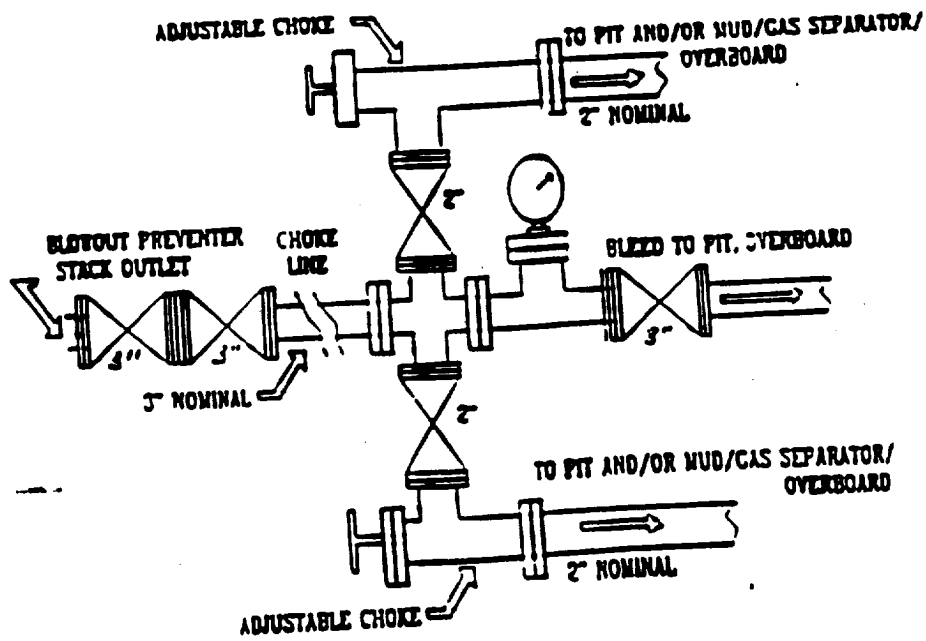 ADJUSTABLE CHOKE
TO PIT AND/OR MUD/GAS SEPARATOR/
OVERBOARD
2" NOMINAL
2"
BLOWOUT PREVENTER
STACK OUTLET
CHOKE
LINE
BLEED TO PIT, OVERBOARD
3"
3"
3"
3" NOMINAL
2"
TO PIT AND/OR MUD/GAS SEPARATOR/
OVERBOARD
2" NOMINAL
ADJUSTABLE CHOKE